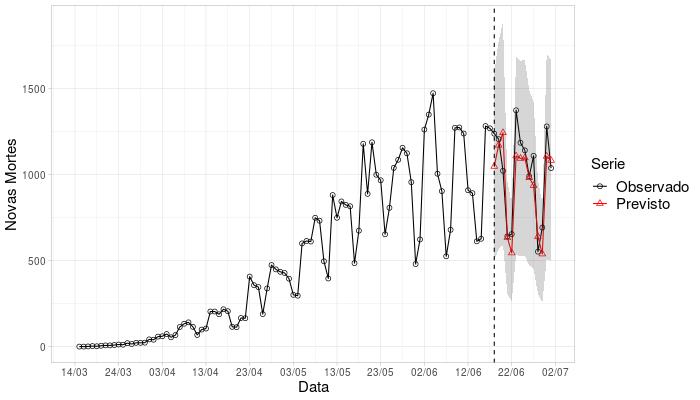 Novas Mortes
1500
1000
500
0
14/03 24/03 03/04 13/04 23/04 03/05 13/05 23/05 02/06 12/06 22/06 02/07
Data
Serie
Observado
Previsto